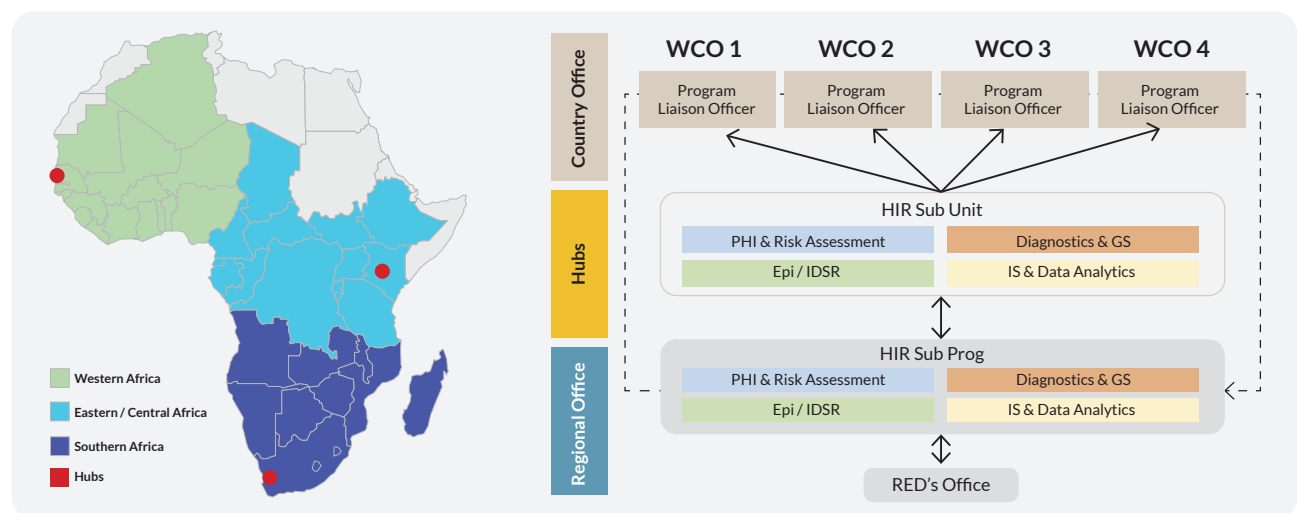 Western Africa
Eastern / Central Africa
Southern Africa
Hubs
Country Office
Hubs
Regional Office
WCO 1
WCO 2
WCO 3
WCO 4
Program
Liaison Officer
Program
Liaison Officer
Program
Liaison Officer
Program
Liaison Officer
HIR Sub Unit
PHI & Risk Assessment
Diagnostics & GS
Epi / IDSR
IS & Data Analytics
HIR Sub Prog
PHI & Risk Assessment
Diagnostics & GS
Epi / IDSR
IS & Data Analytics
RED's Office